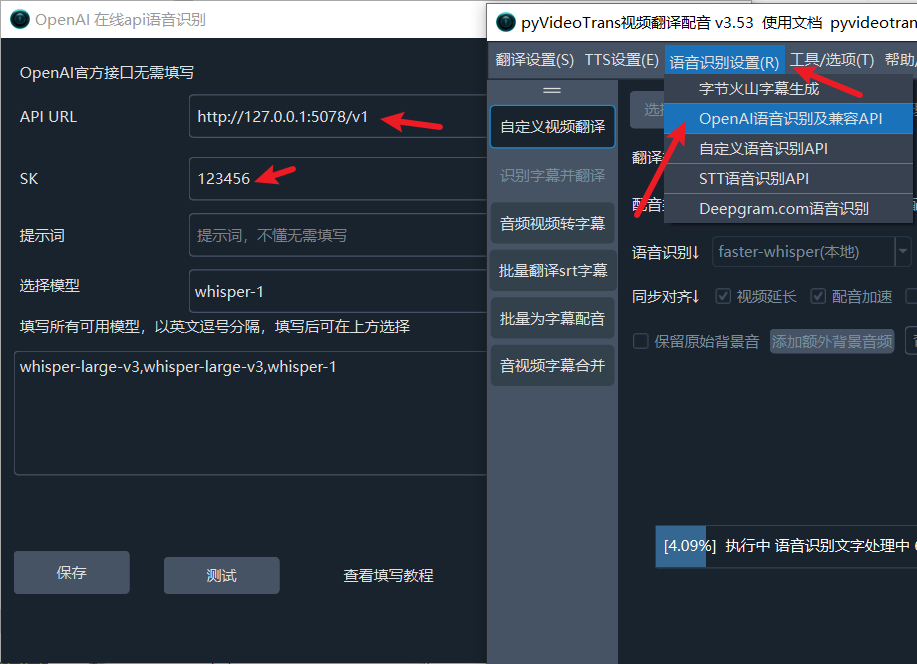 OpenAI 在线api语音识别
OpenAI官方接口无需填写
API URL
http://127.0.0.1:5078/v1
SK
123456
提示词
提示词，不懂无需填写
选择模型
whisper-1
填写所有可用模型，以英文逗号分隔，填写后可在上方选择
whisper-large-v3,whisper-large-v3,whisper-1
保存
测试
查看填写教程
pyVideoTrans视频翻译配音 v3.53 使用文档 pyvideotran
翻译设置(S)
TTS设置(E)
语音识别设置(R)
工具/选项(T)
帮助/
字节火山字幕生成
OpenAI语音识别及兼容API
自定义语音识别API
STT语音识别API
Deepgram.com语音识别
自定义视频翻译
识别字幕并翻译
音频视频转字幕
批量翻译srt字幕
批量为字幕配音
音视频字幕合并
选
翻译
配音
语音识别↓
faster-whisper(本地)
同步对齐↓
视频延长
配音加速
保留原始背景音
添加额外背景音频
[4.09%] 执行中 语音识别文字处理中